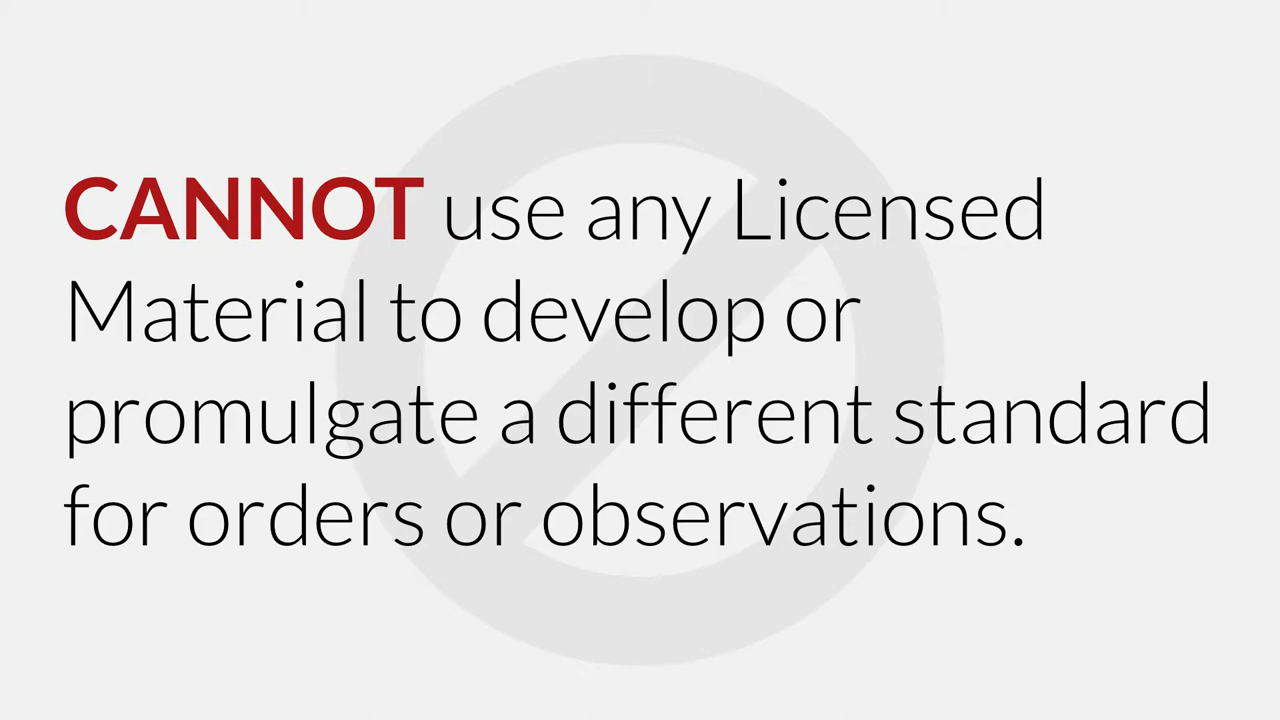 CANNOT use any Licensed
Material to develop or
promulgate a different standard
for orders or observations.